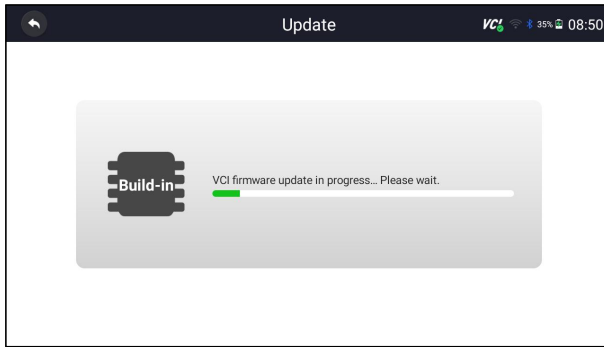 Update
VCI 35% 08:50
Build-in
VCI firmware update in progress... Please wait.